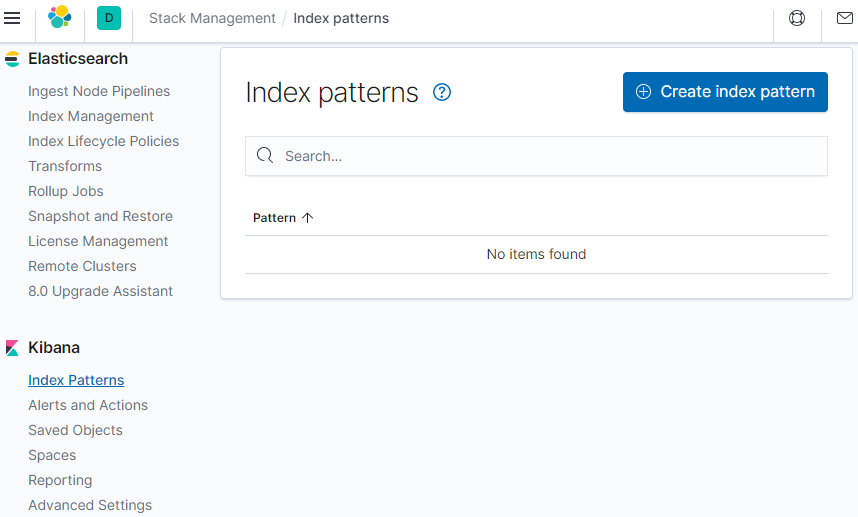 D
Stack Management / Index patterns
Elasticsearch
Ingest Node Pipelines
Index Management
Index Lifecycle Policies
Transforms
Rollup Jobs
Snapshot and Restore
License Management
Remote Clusters
8.0 Upgrade Assistant
Kibana
Index Patterns
Alerts and Actions
Saved Objects
Spaces
Reporting
Advanced Settings
Index patterns ?
Create index pattern
Search...
Pattern ↑
No items found